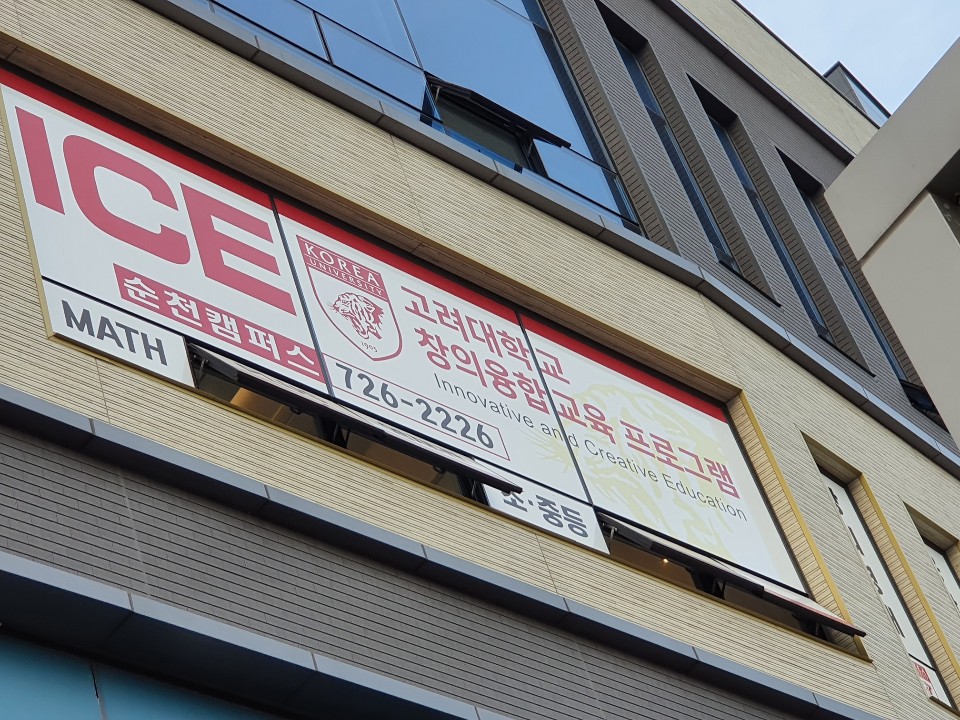 ICE
순천캠퍼스
MATH
KOREA
UNIVERSITY
1905
고려대학교
창의융합교육 프로그램
Innovative and Creative Education
726-2226
초·중등